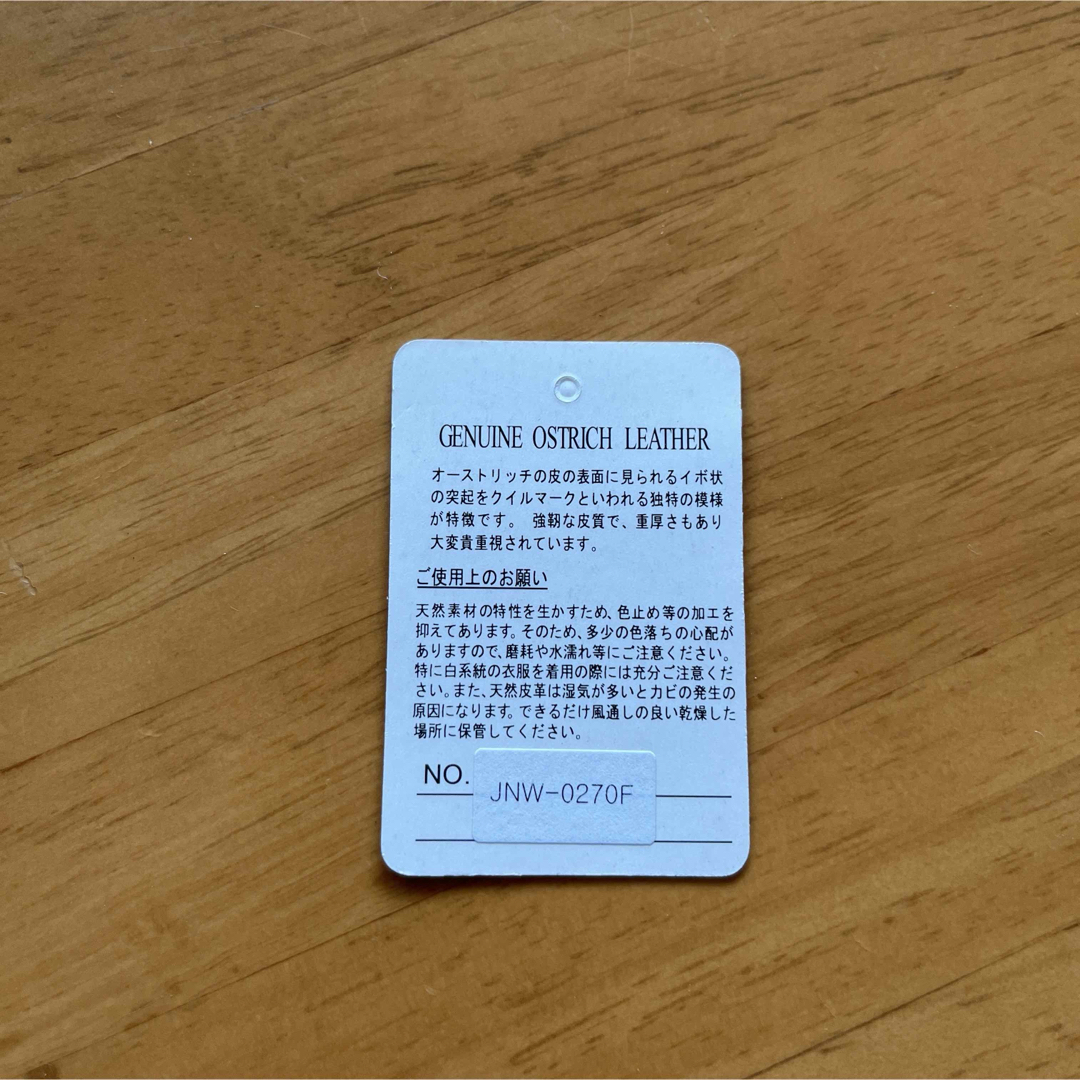 GENUINE OSTRICH LEATHER
オーストリッチの皮の表面に見られるイボ状
の突起をクイルマークといわれる独特の模様
が特徴です。 強靭な皮質で、重厚さもあり
大変貴重視されています。
ご使用上のお願い
天然素材の特性を生かすため、色止め等の加工を
抑えてあります。そのため、多少の色落ちの心配が
ありますので、磨耗や水濡れ等にご注意ください。
特に白系統の衣服を着用の際には充分ご注意くだ
さい。また、天然皮革は湿気が多いとカビの発生の
原因になります。できるだけ風通しの良い乾燥した
場所に保管してください。
NO. JNW-0270F